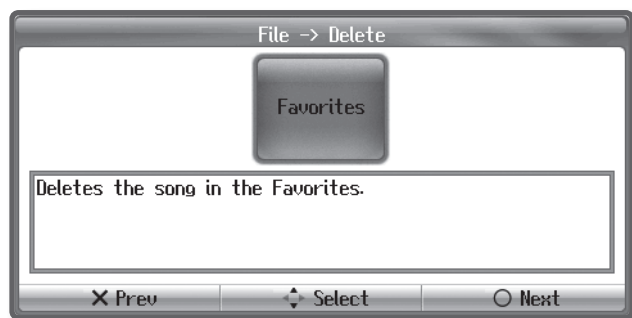 File -> Delete
Favorites
Deletes the song in the Favorites.
X Prev Select O Next